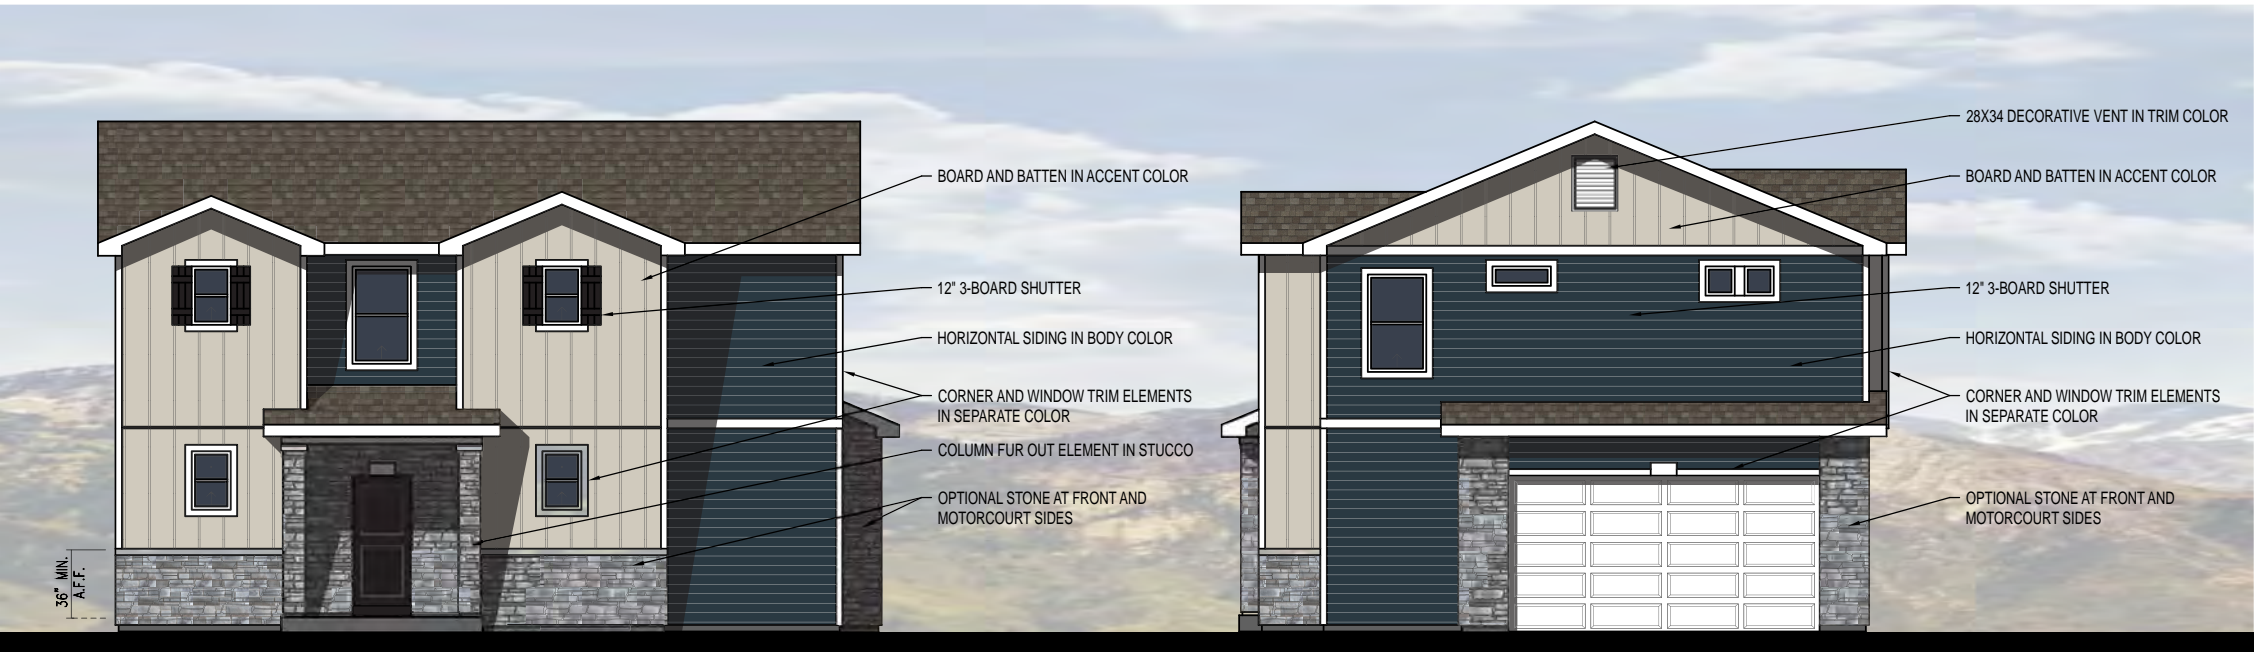 BOARD AND BATTEN IN ACCENT COLOR
12" 3-BOARD SHUTTER
HORIZONTAL SIDING IN BODY COLOR
CORNER AND WINDOW TRIM ELEMENTS
IN SEPARATE COLOR
COLUMN FUR OUT ELEMENT IN STUCCO
OPTIONAL STONE AT FRONT AND
MOTORCOURT SIDES
36" MIN.
A.F.F.
28X34 DECORATIVE VENT IN TRIM COLOR
BOARD AND BATTEN IN ACCENT COLOR
12" 3-BOARD SHUTTER
HORIZONTAL SIDING IN BODY COLOR
CORNER AND WINDOW TRIM ELEMENTS
IN SEPARATE COLOR
OPTIONAL STONE AT FRONT AND
MOTORCOURT SIDES